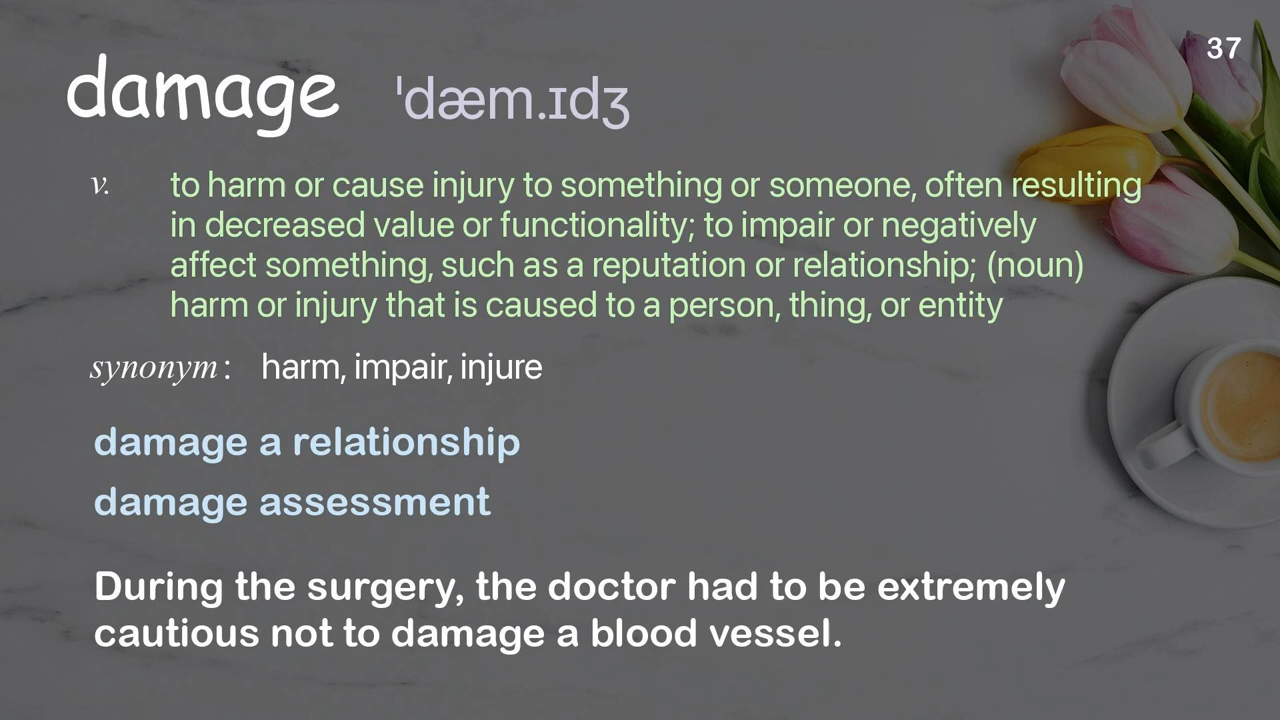 37
damage ˈdæm.ɪdʒ
v. to harm or cause injury to something or someone, often resulting
in decreased value or functionality; to impair or negatively
affect something, such as a reputation or relationship; (noun)
harm or injury that is caused to a person, thing, or entity
synonym: harm, impair, injure
damage a relationship
damage assessment
During the surgery, the doctor had to be extremely
cautious not to damage a blood vessel.